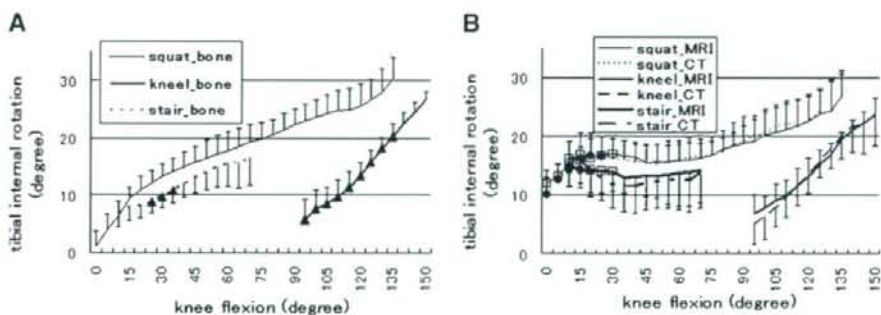 A
squat_bone
kneel_bone
stair_bone
tibial internal rotation
(degree)
30
20
10
0
0
15
30
45
60
75
90
105
120
135
150
knee flexion (degree)
B
squat_MRI
squat_CT
kneel_MRI
kneel_CT
stair_MRI
stair_CT
tibial internal rotation
(degree)
30
20
10
0
0
15
30
45
60
75
90
105
120
135
150
knee flexion (degree)